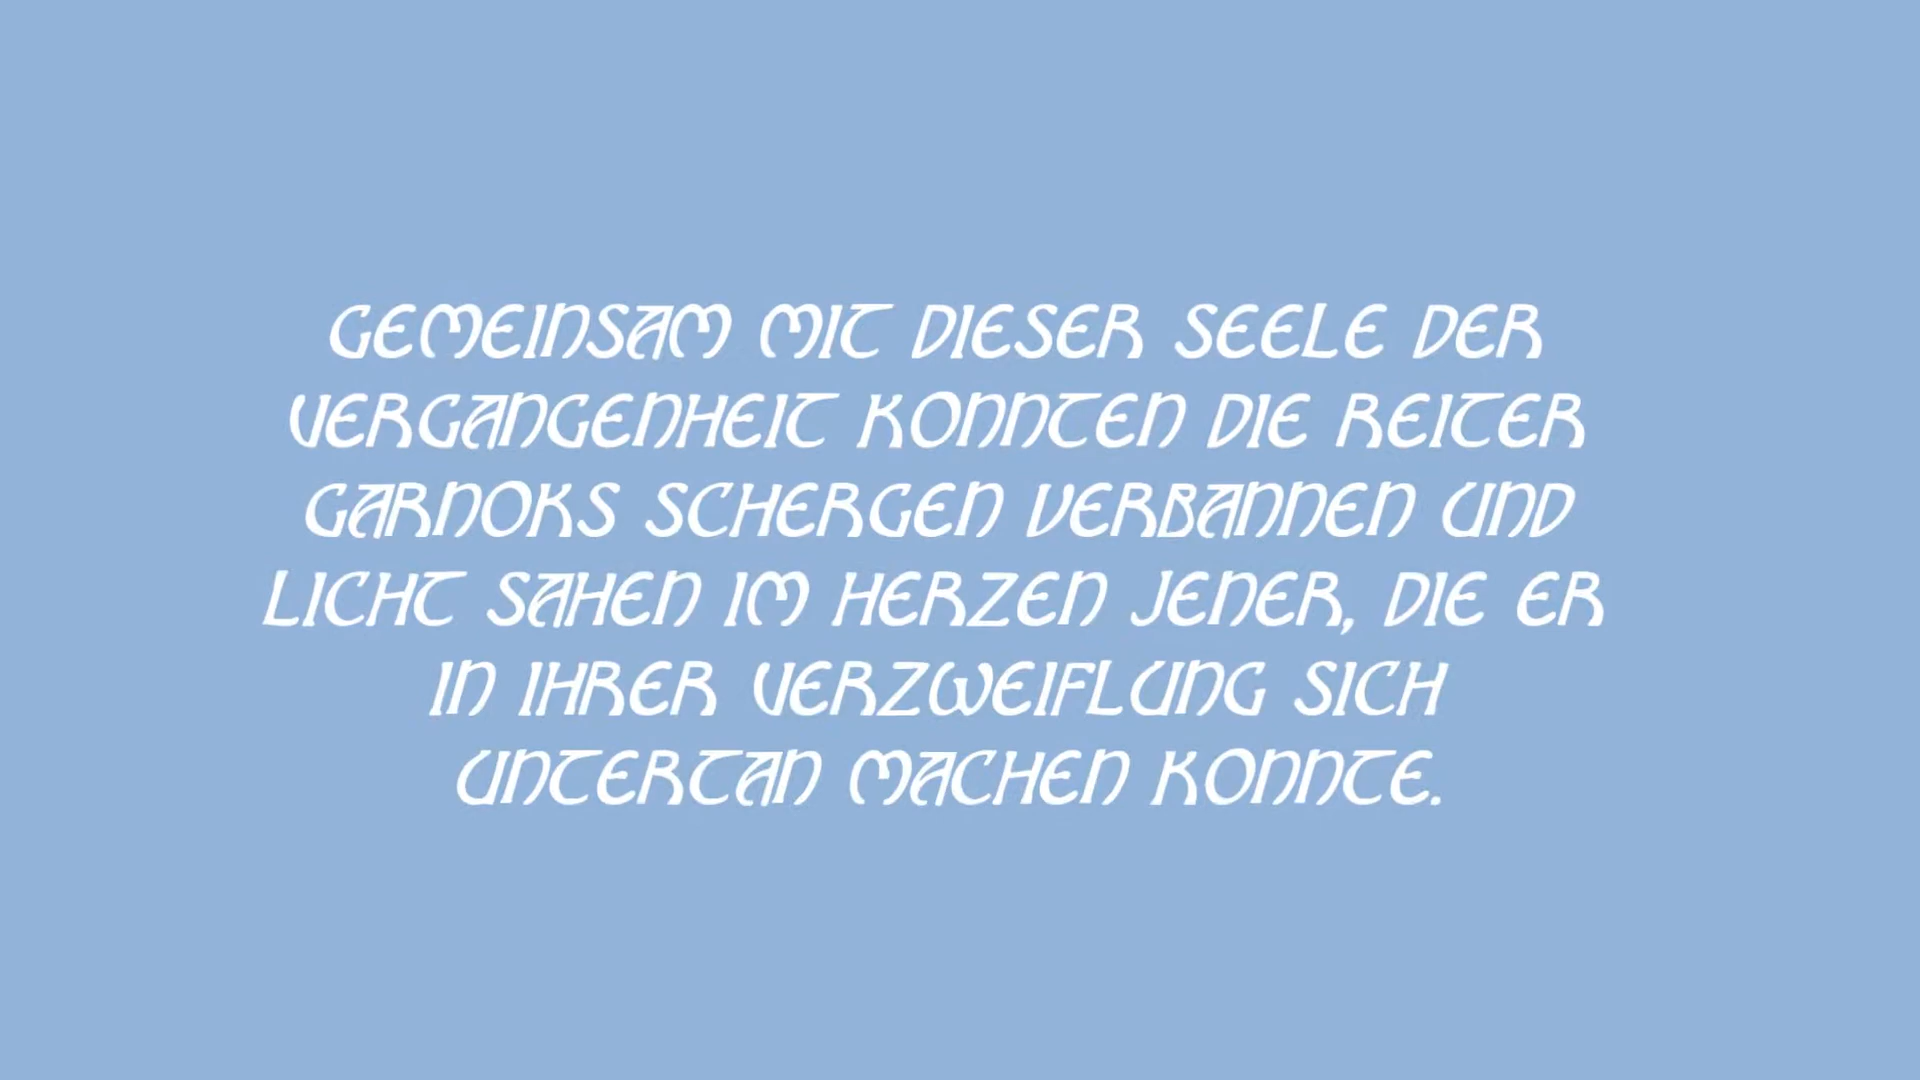 GEMEINSAM MIT DIESER SEELE DER
VERGANGENHEIT KONNTEN DIE REITER
GARNOKS SCHERGEN VERBANNEN UND
LICHT SAHEN IM HERZEN JENER, DIE ER
IN IHRER VERZWEIFLUNG SICH
UNTERTAN MACHEN KONNTE.